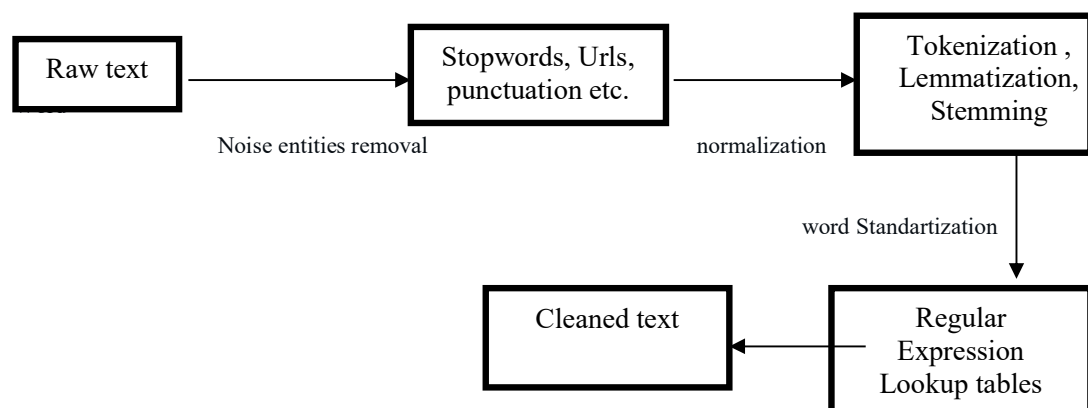 Raw text
Stopwords, Urls,
punctuation etc.
Tokenization ,
Lemmatization,
Stemming
Noise entities removal
normalization
word Standartization
Cleaned text
Regular
Expression
Lookup tables